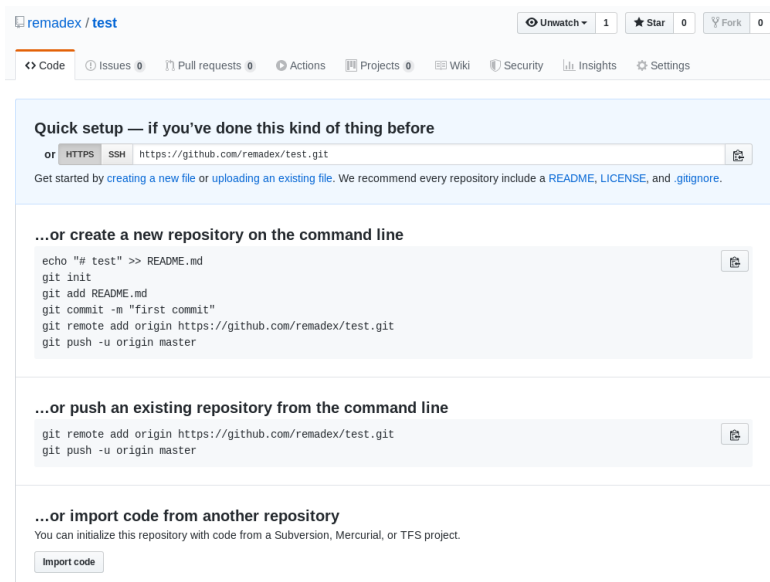 remadex / test
Unwatch 1 Star 0 Fork 0
Code Issues 0 Pull requests 0 Actions Projects 0 Wiki Security Insights Settings
Quick setup — if you’ve done this kind of thing before
or HTTPS SSH https://github.com/remadex/test.git
Get started by creating a new file or uploading an existing file. We recommend every repository include a README, LICENSE, and .gitignore.
…or create a new repository on the command line
echo "# test" >> README.md
git init
git add README.md
git commit -m "first commit"
git remote add origin https://github.com/remadex/test.git
git push -u origin master
…or push an existing repository from the command line
git remote add origin https://github.com/remadex/test.git
git push -u origin master
…or import code from another repository
You can initialize this repository with code from a Subversion, Mercurial, or TFS project.
Import code